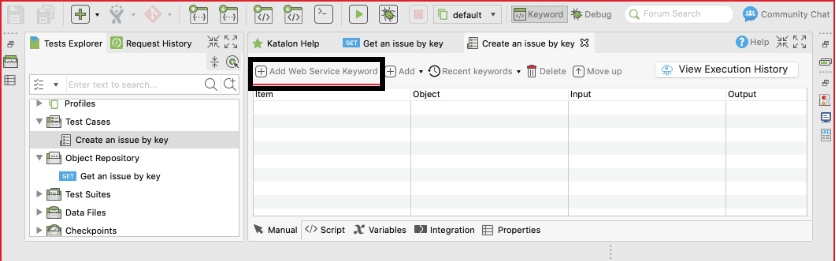 default Keyword Debug Forum Search Community Chat
Tests Explorer Request History
Enter text to search...
Profiles
Test Cases
Create an issue by key
Object Repository
GET Get an issue by key
Test Suites
Data Files
Checkpoints
Katalon Help GET Get an issue by key Create an issue by key Help
Add Web Service Keyword Add Recent keywords Delete Move up View Execution History
Item Object Input Output
Manual </> Script Variables Integration Properties